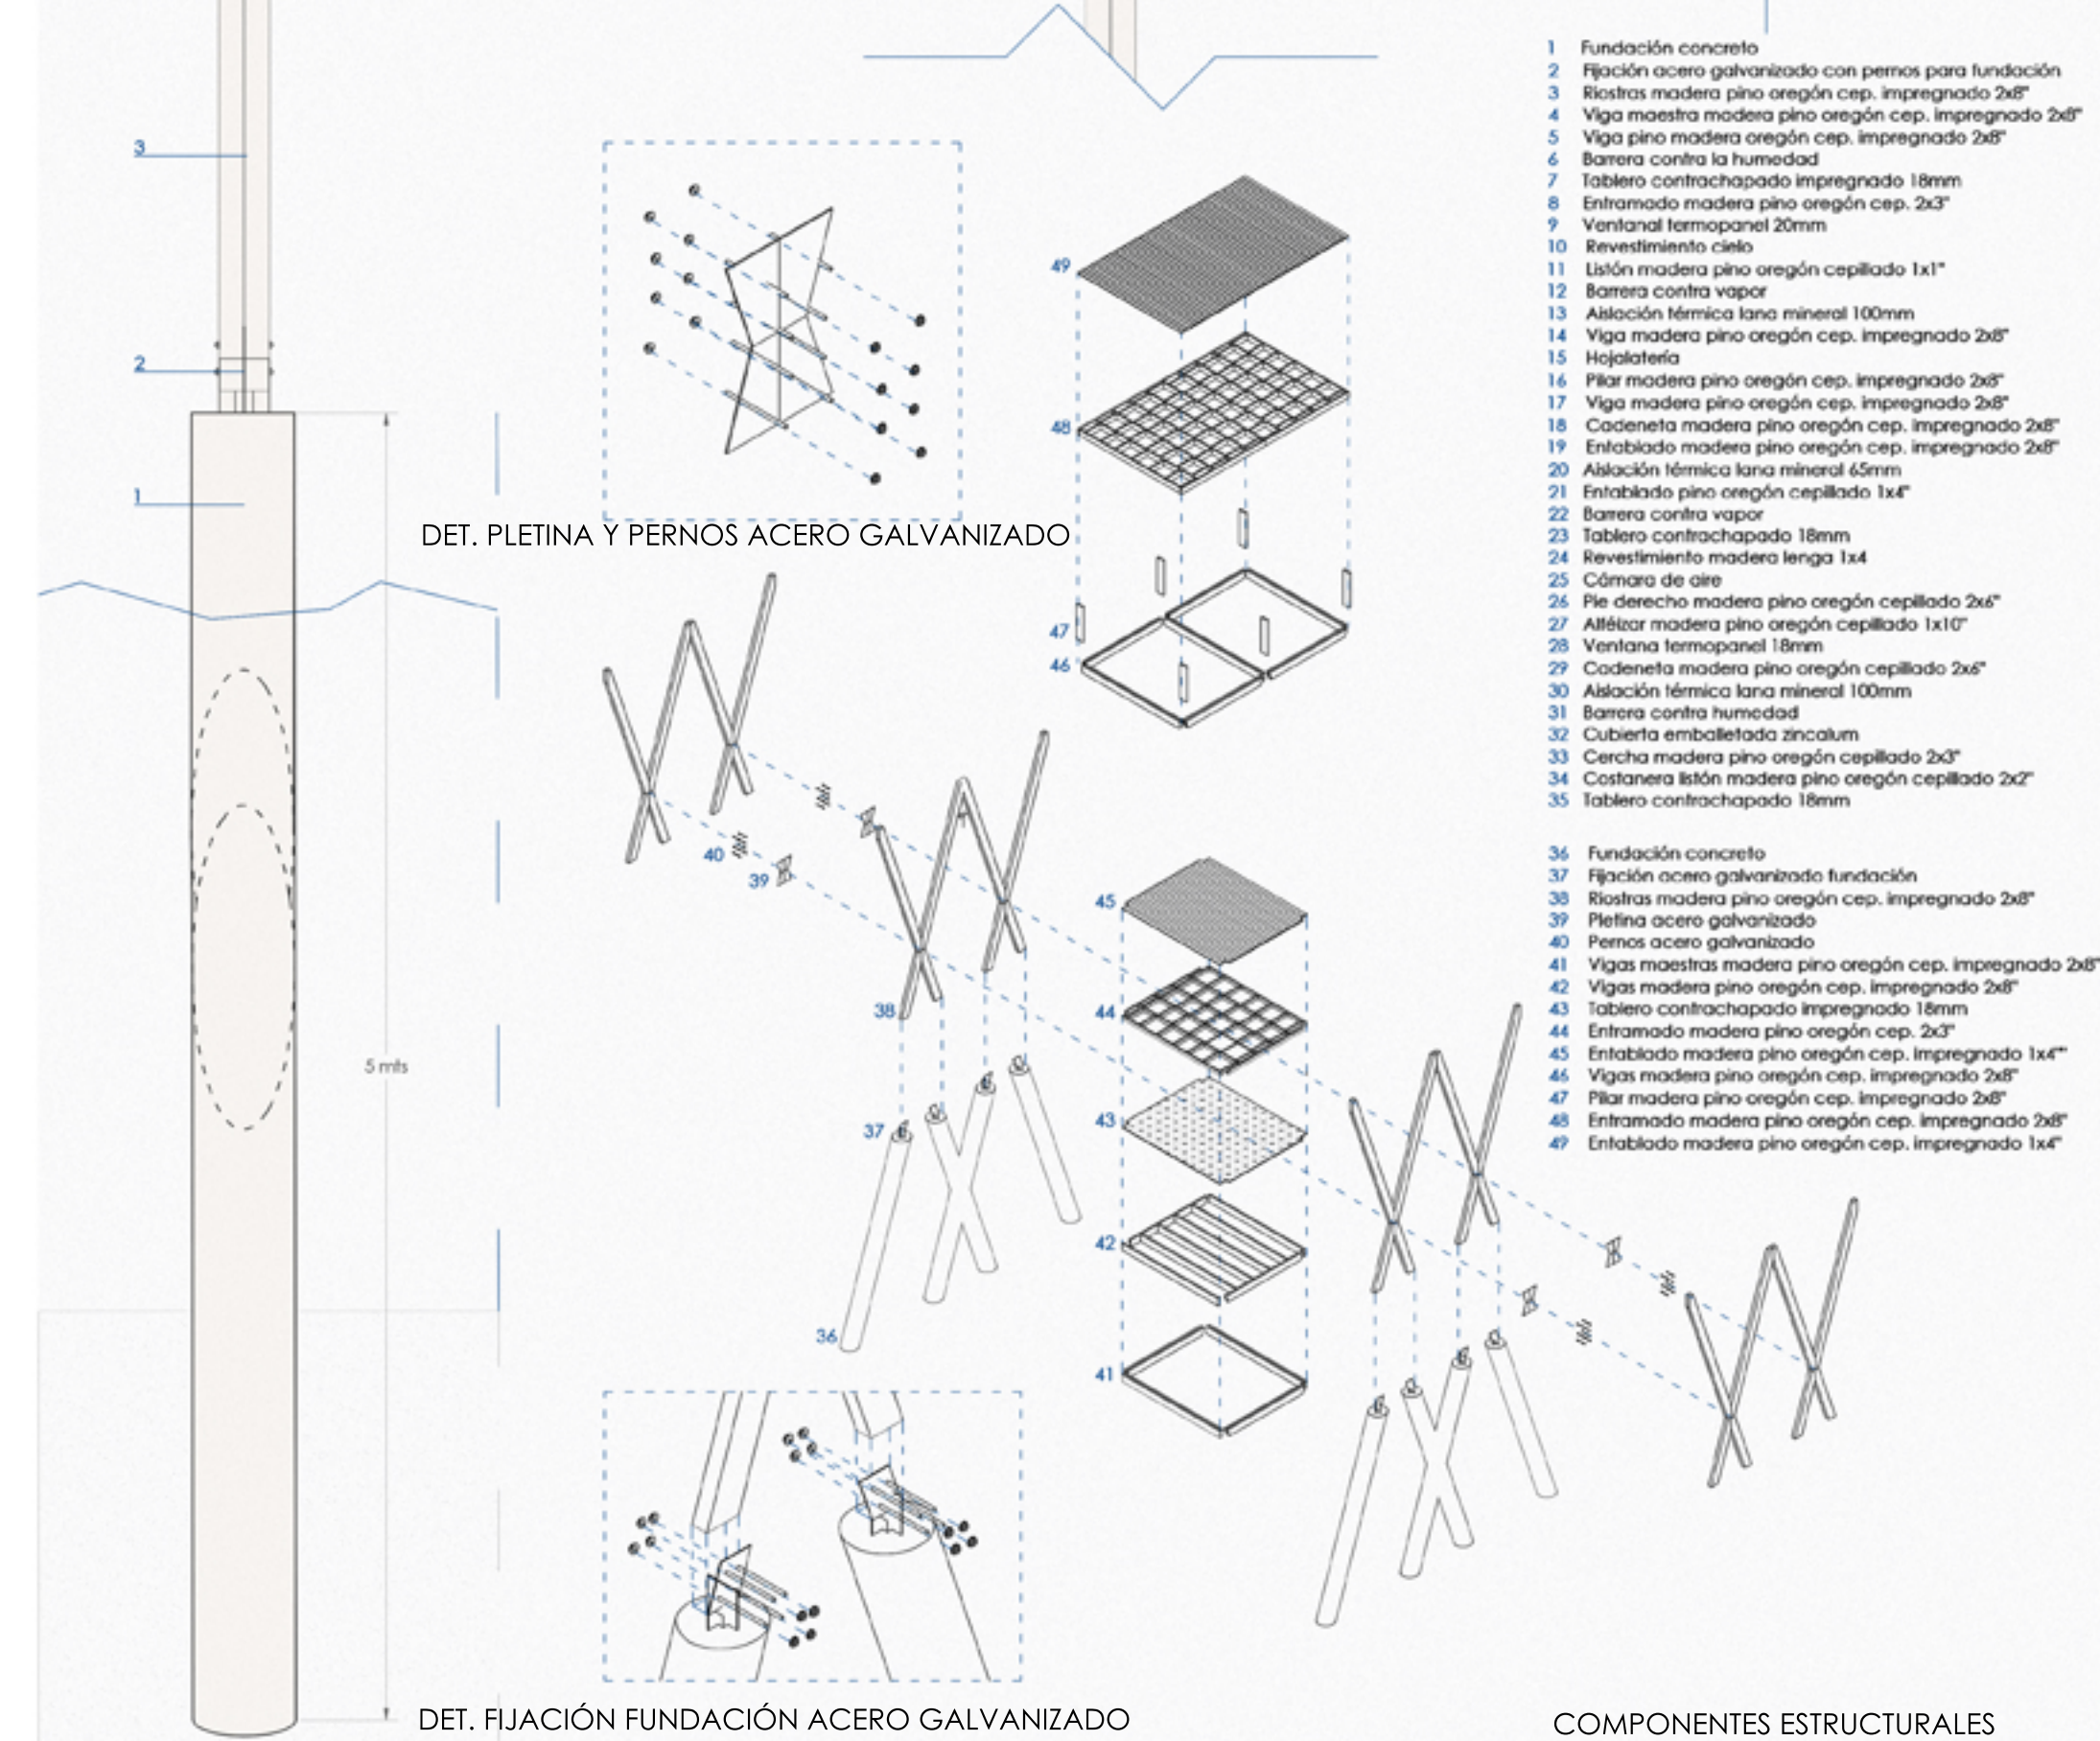 3
2
1
5 mts
DET. PLETINA Y PERNOS ACERO GALVANIZADO
49
48
47
46
40
39
38
37
36
45
44
43
42
41
DET. FIJACIÓN FUNDACIÓN ACERO GALVANIZADO
1 Fundación concreto
2 Fijación acero galvanizado con pernos para fundación
3 Riostras madera pino oregón cep. impregnado 2x8"
4 Viga maestra madera pino oregón cep. impregnado 2x8"
5 Viga pino madera oregón cep. impregnado 2x8"
6 Barrera contra la humedad
7 Tablero contrachapado impregnado 18mm
8 Entramado madera pino oregón cep. 2x3"
9 Ventanal termopanel 20mm
10 Revestimiento cielo
11 Listón madera pino oregón cepillado 1x1"
12 Barrera contra vapor
13 Aislación térmica lana mineral 100mm
14 Viga madera pino oregón cep. impregnado 2x8"
15 Hojalatería
16 Pilar madera pino oregón cep. impregnado 2x8"
17 Viga madera pino oregón cep. impregnado 2x8"
18 Cadeneta madera pino oregón cep. impregnado 2x8"
19 Entablado madera pino oregón cep. impregnado 2x8"
20 Aislación térmica lana mineral 65mm
21 Entablado pino oregón cepillado 1x4"
22 Barrera contra vapor
23 Tablero contrachapado 18mm
24 Revestimiento madera lenga 1x4
25 Cámara de aire
26 Pie derecho madera pino oregón cepillado 2x6"
27 Alféizar madera pino oregón cepillado 1x10"
28 Ventana termopanel 18mm
29 Cadeneta madera pino oregón cepillado 2x6"
30 Aislación térmica lana mineral 100mm
31 Barrera contra humedad
32 Cubierta emballetada zincalum
33 Cercha madera pino oregón cepillado 2x3"
34 Costanera listón madera pino oregón cepillado 2x2"
35 Tablero contrachapado 18mm
36 Fundación concreto
37 Fijación acero galvanizado fundación
38 Riostras madera pino oregón cep. impregnado 2x8"
39 Pletina acero galvanizado
40 Pernos acero galvanizado
41 Vigas maestras madera pino oregón cep. impregnado 2x8"
42 Vigas madera pino oregón cep. impregnado 2x8"
43 Tablero contrachapado impregnado 18mm
44 Entramado madera pino oregón cep. 2x3"
45 Entablado madera pino oregón cep. impregnado 1x4""
46 Vigas madera pino oregón cep. impregnado 2x8"
47 Pilar madera pino oregón cep. impregnado 2x8"
48 Entramado madera pino oregón cep. impregnado 2x8"
49 Entablado madera pino oregón cep. impregnado 1x4"
COMPONENTES ESTRUCTURALES